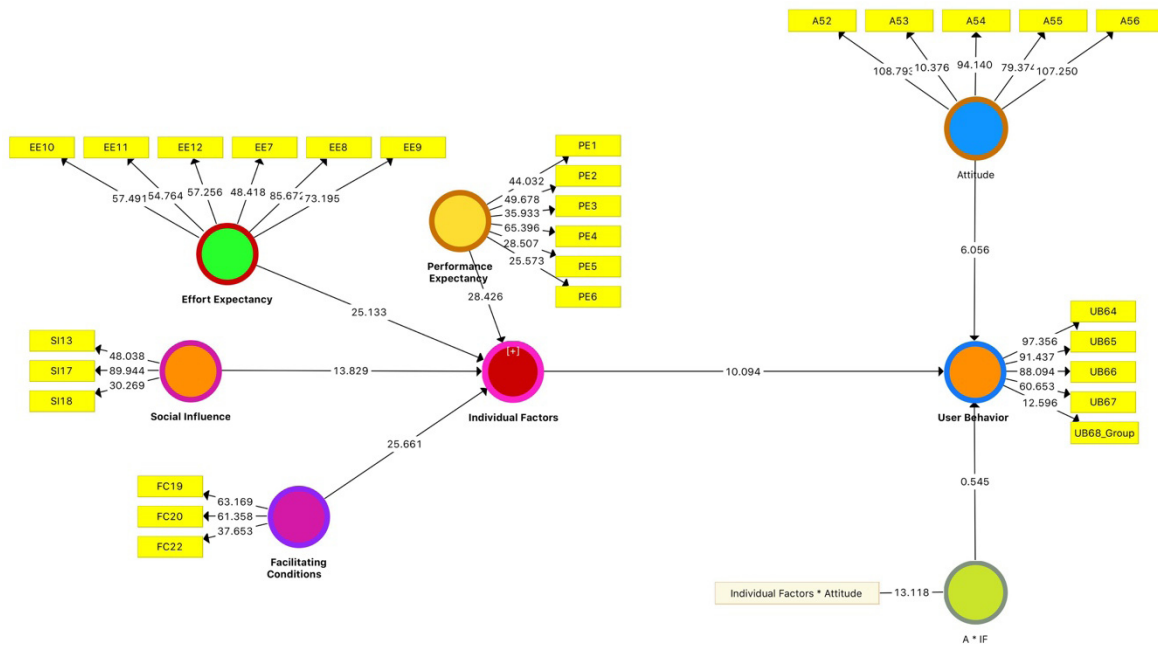 A52 A53 A54 A55 A56
108.793 10.376 94.140 79.374 107.250
Attitude
6.056
EE10 EE11 EE12 EE7 EE8 EE9
57.491 54.764 57.256 48.418 85.672 73.195
Effort Expectancy
25.133
PE1
PE2
PE3
PE4
PE5
PE6
44.032
49.678
35.933
65.396
28.507
25.573
Performance
Expectancy
28.426
SI13
SI17
SI18
48.038
89.944
30.269
Social Influence
13.829
[+]
Individual Factors
10.094
UB64
UB65
UB66
UB67
UB68_Group
97.356
91.437
88.094
60.653
12.596
User Behavior
25.661
FC19
FC20
FC22
63.169
61.358
37.653
Facilitating
Conditions
0.545
Individual Factors * Attitude
13.118
A * IF